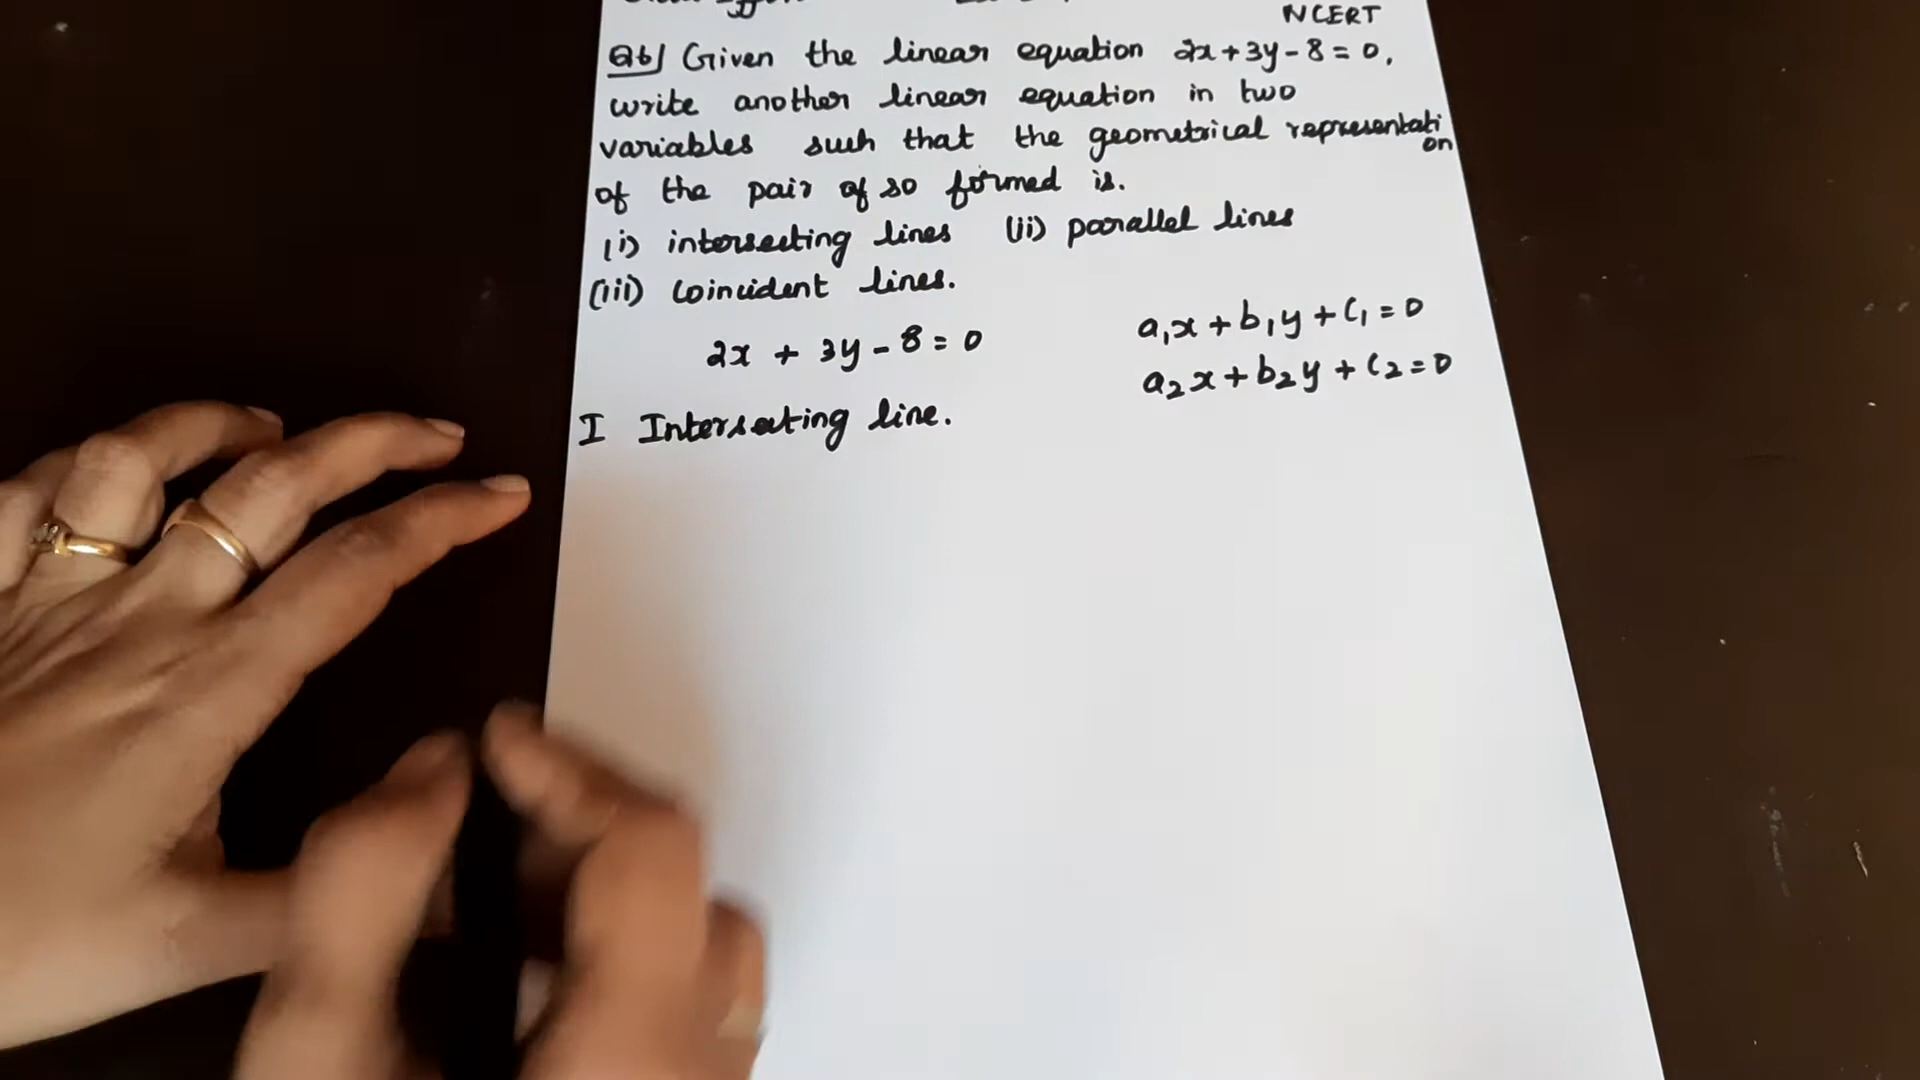 NCERT
Q6/ Given the linear equation 2x+3y-8=0,
write another linear equation in two
variables such that the geometrical representation
of the pair of so formed is.
(i) intersecting lines (ii) parallel lines
(iii) coincident lines.
2x + 3y - 8 = 0
a₁x + b₁y + c₁ = 0
a₂x + b₂y + c₂ = 0
I Intersecting line.